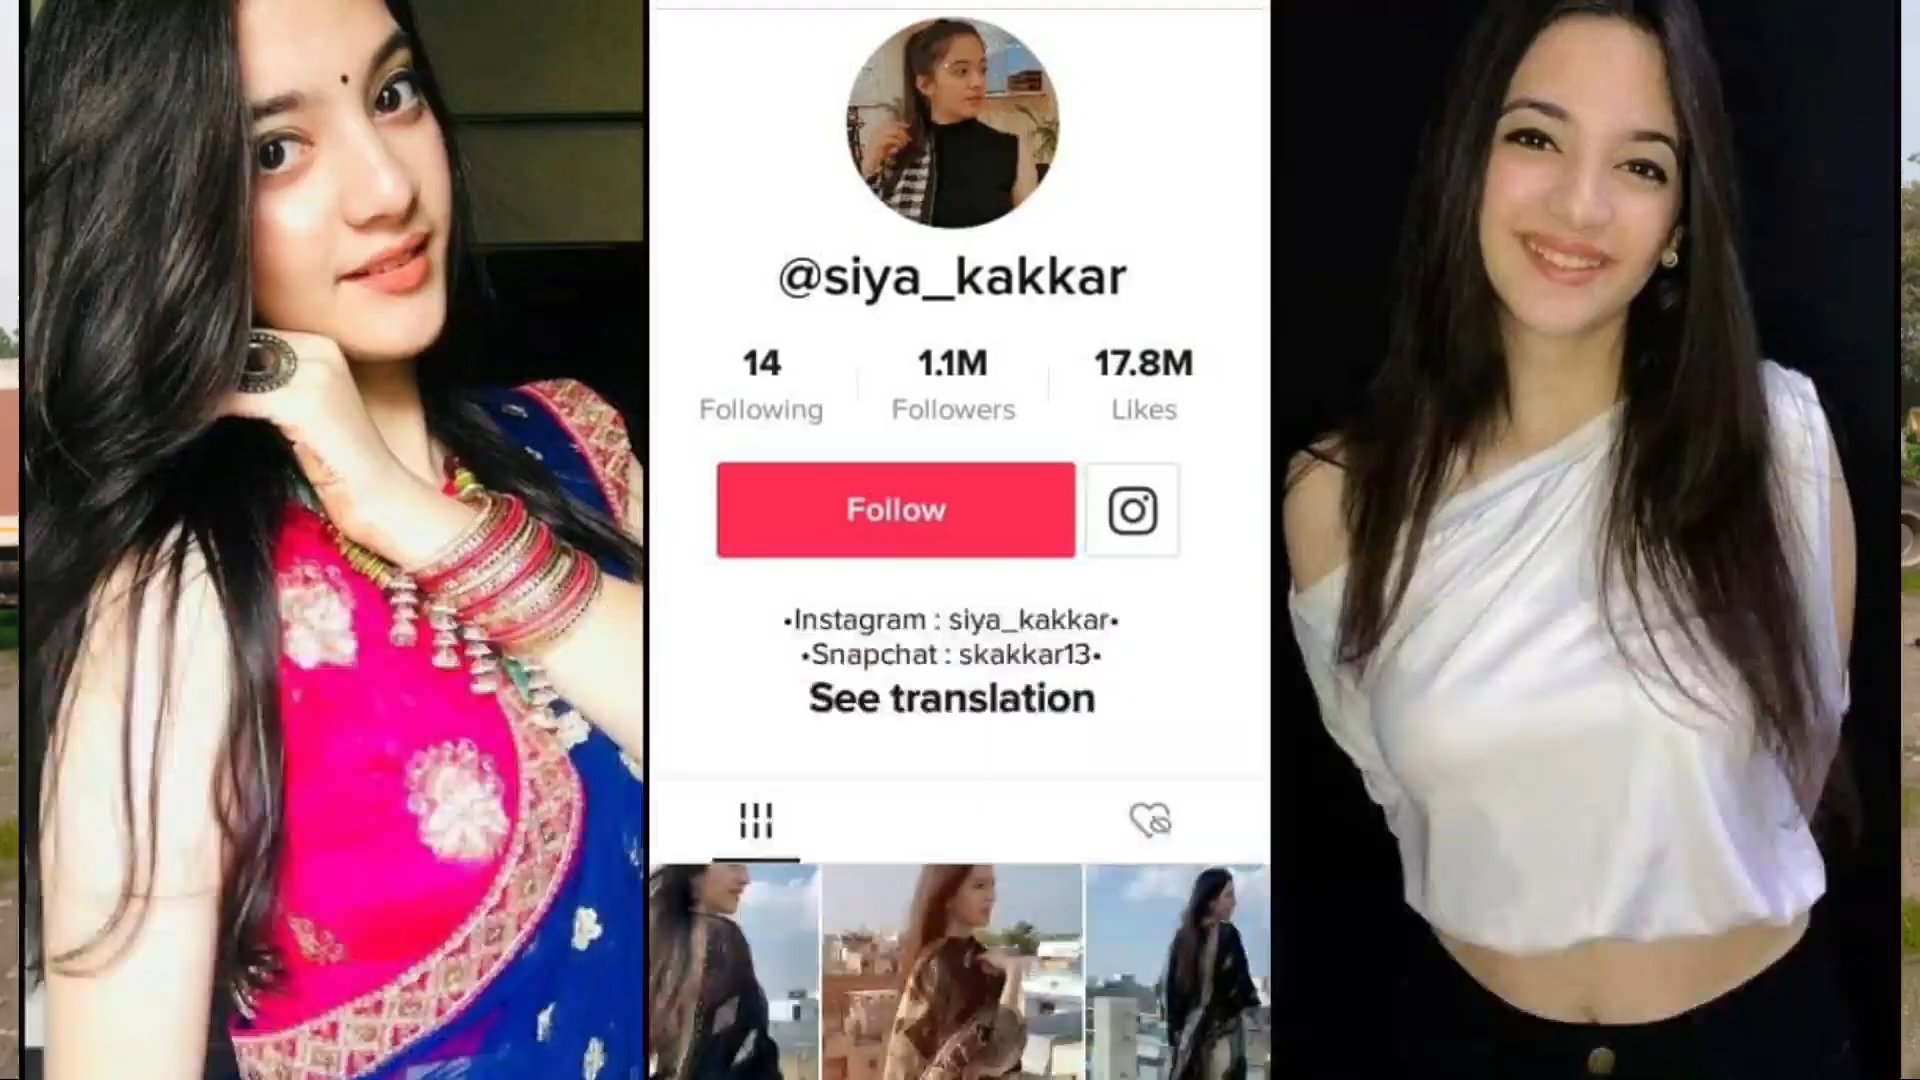 @siya_kakkar
14 1.1M 17.8M
Following Followers Likes
Follow
•Instagram : siya_kakkar•
•Snapchat : skakkar13•
See translation